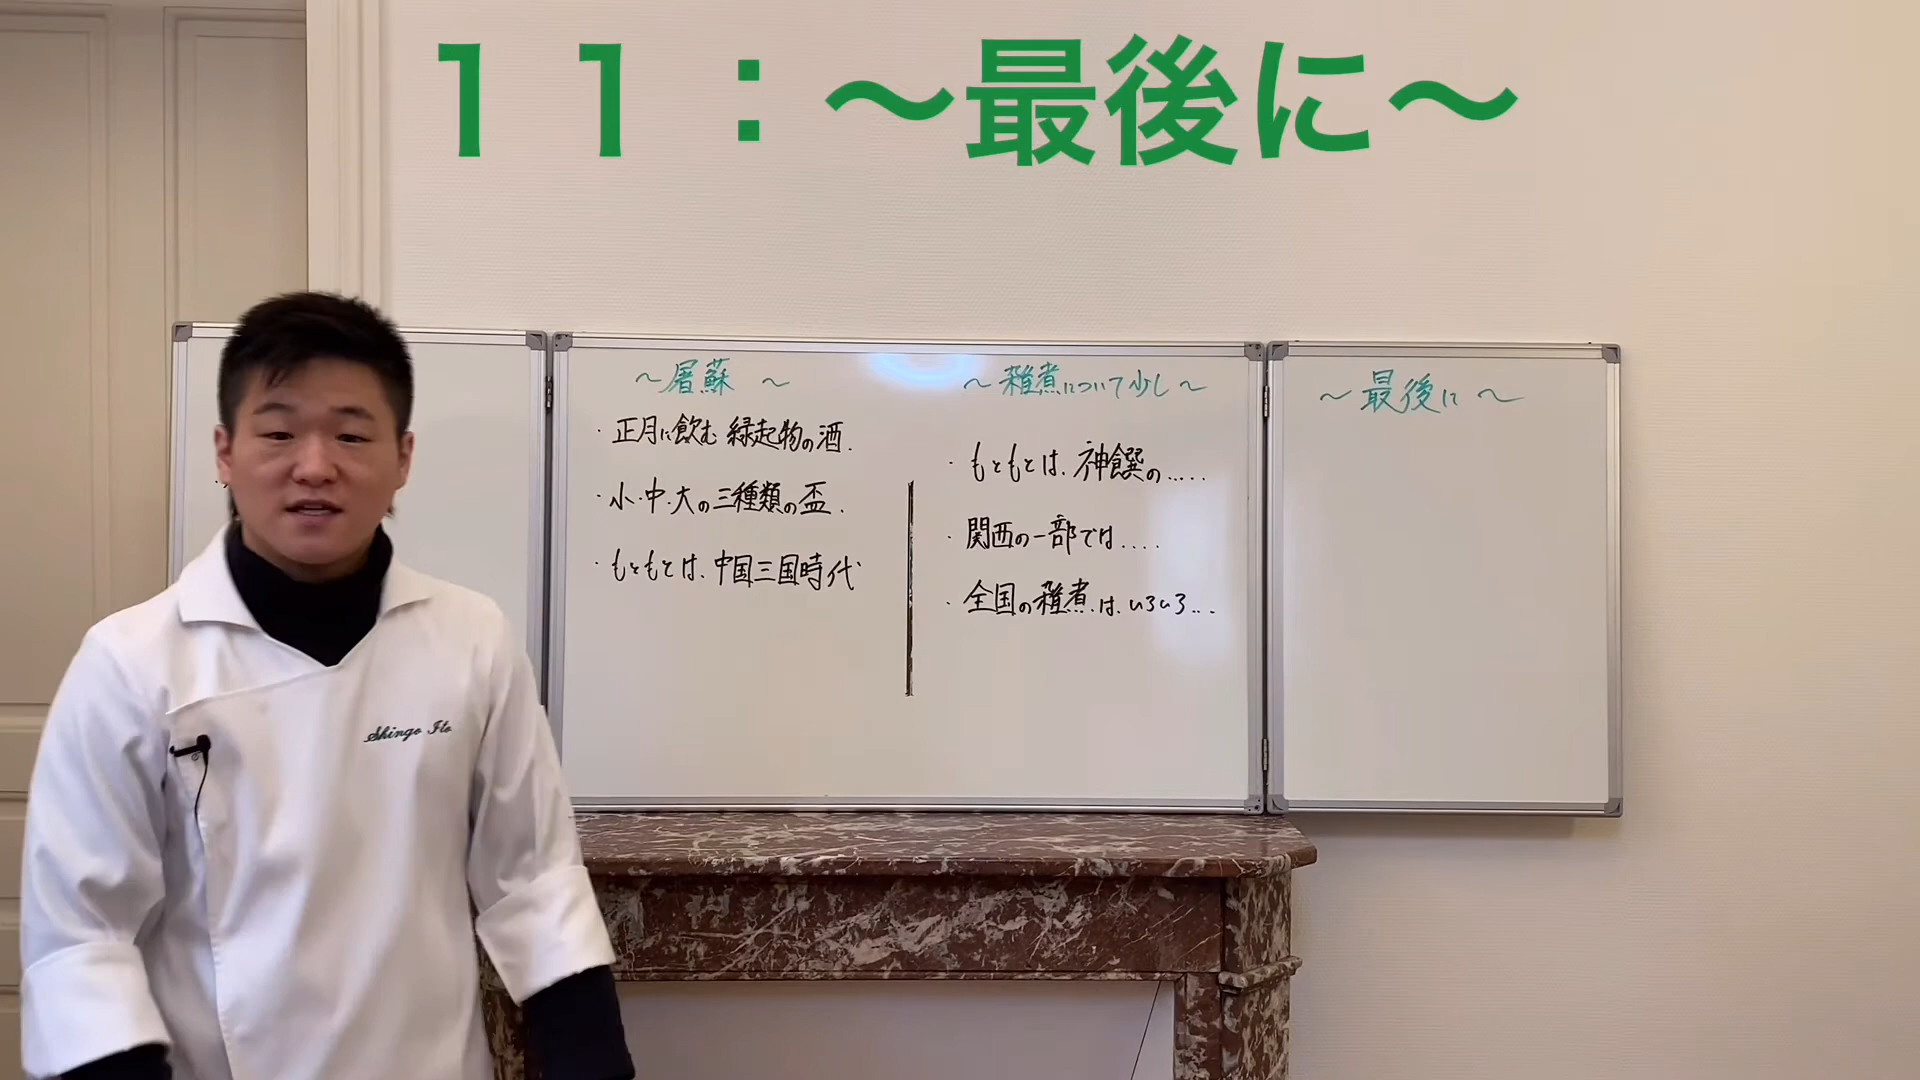 11：〜最後に〜
〜屠蘇〜
・正月に飲む縁起物の酒.
・小・中・大の三種類の盃.
・もともとは、中国三国時代
〜雑煮について少し〜
・もともとは、神饌の.....
・関西の一部では....
・全国の雑煮は、いろいろ...
〜最後に〜
Shingo Ito